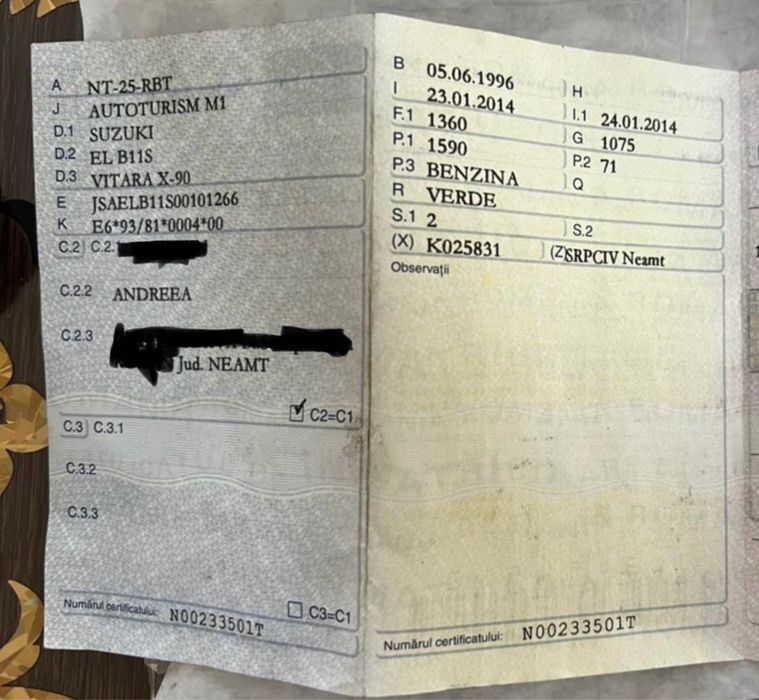 A NT-25-RBT
J AUTOTURISM M1
D.1 SUZUKI
D.2 EL B11S
D.3 VITARA X-90
E JSAELB11S00101266
K E6*93/81*0004*00
C.2 C.2.1
C.2.2 ANDREEA
C.2.3
Jud. NEAMT
C2=C1
C.3 C.3.1
C.3.2
C.3.3
C3=C1
Numărul certificatului: N00233501T
B 05.06.1996 H
I 23.01.2014 I.1 24.01.2014
F.1 1360 G 1075
P.1 1590 P.2 71
P.3 BENZINA Q
R VERDE
S.1 2 S.2
(X) K025831 (Z) SRPCIV Neamt
Observații
Numărul certificatului: N00233501T